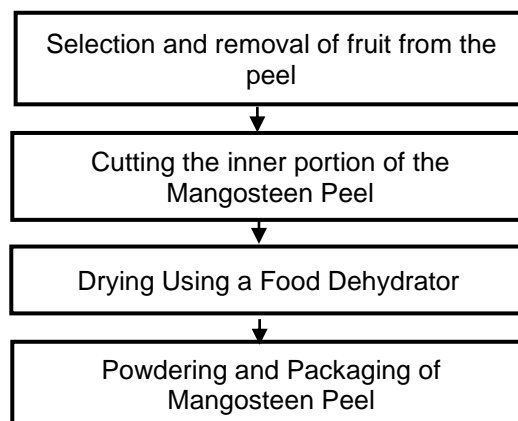 Selection and removal of fruit from the
peel
Cutting the inner portion of the
Mangosteen Peel
Drying Using a Food Dehydrator
Powdering and Packaging of
Mangosteen Peel